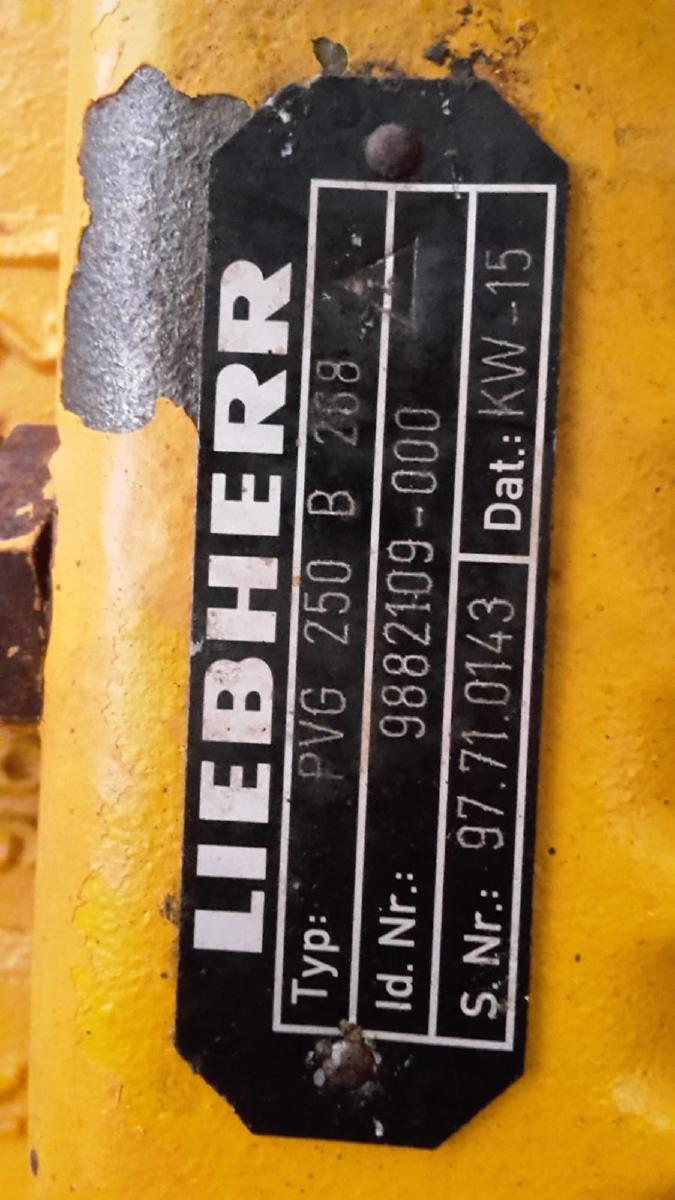 LIEBHERR
Typ: PVG 250 B 268
Id. Nr.: 9882109-000
S. Nr.: 97.71.0143 Dat.: KW-15